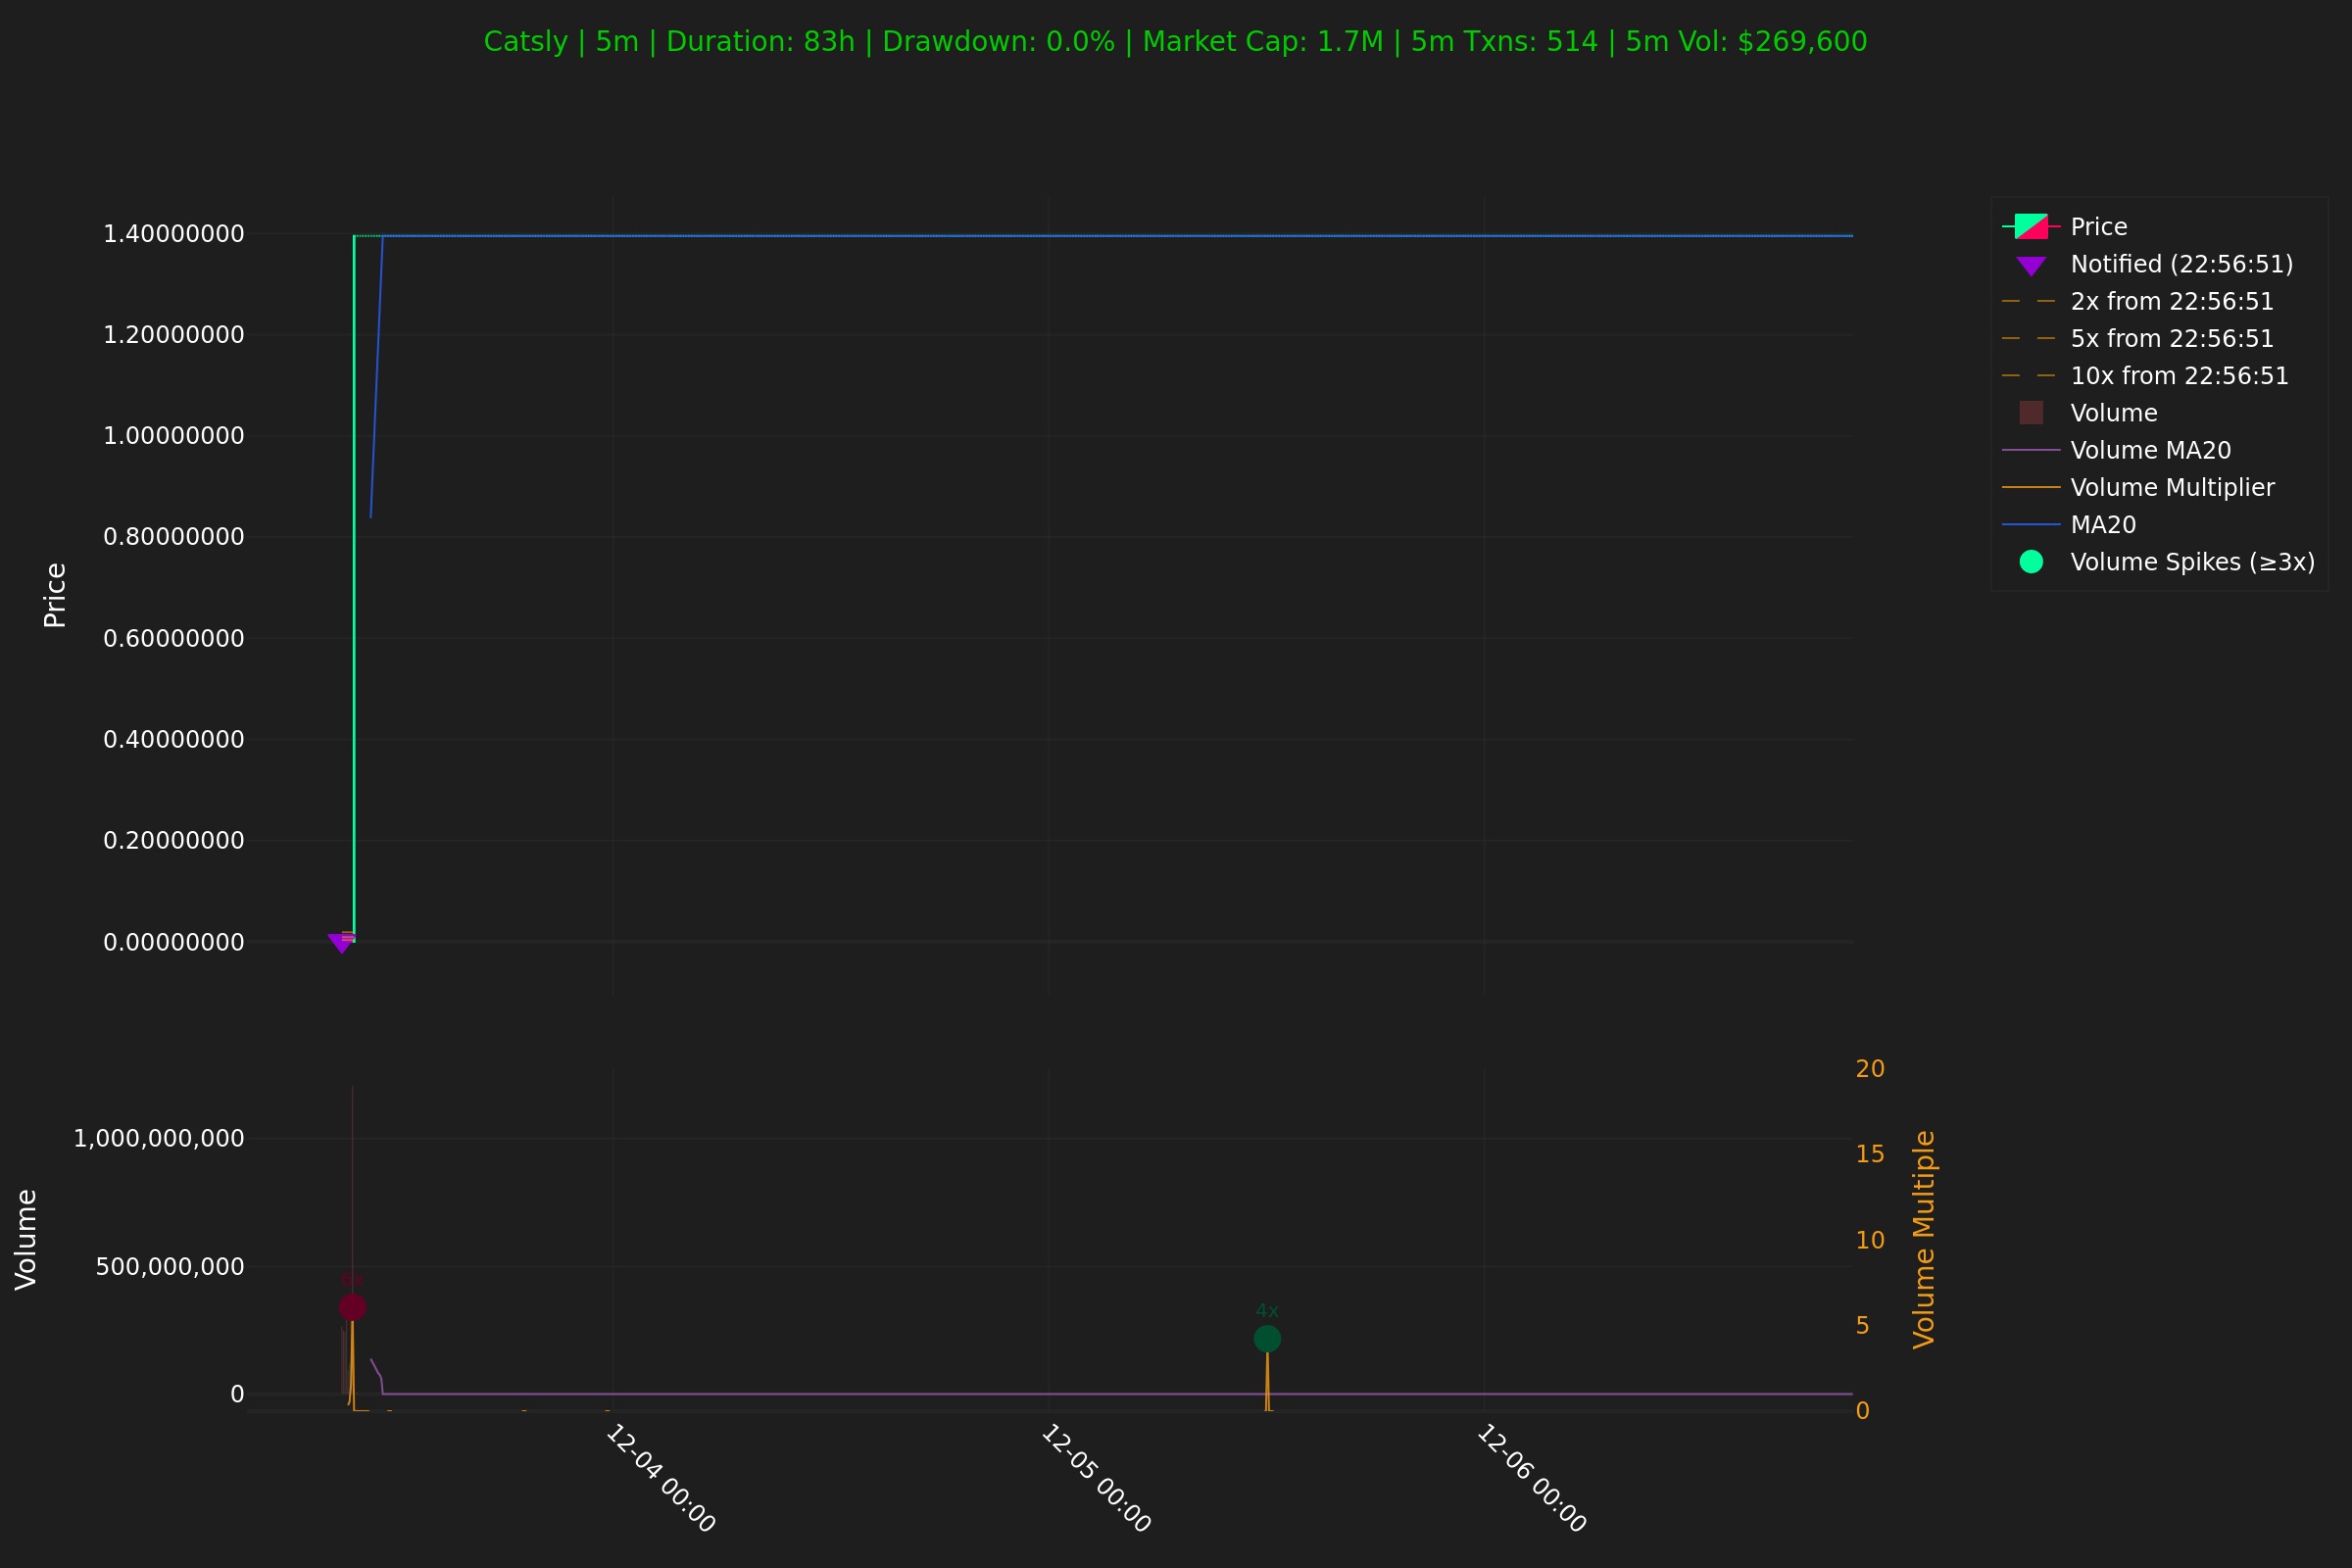 Catsly | 5m | Duration: 83h | Drawdown: 0.0% | Market Cap: 1.7M | 5m Txns: 514 | 5m Vol: $269,600
1.40000000
1.20000000
1.00000000
0.80000000
0.60000000
0.40000000
0.20000000
0.00000000
Price
Price
Notified (22:56:51)
2x from 22:56:51
5x from 22:56:51
10x from 22:56:51
Volume
Volume MA20
Volume Multiplier
MA20
Volume Spikes (≥3x)
1,000,000,000
500,000,000
0
Volume
4x
20
15
10
5
0
Volume Multiple
12-04 00:00
12-05 00:00
12-06 00:00